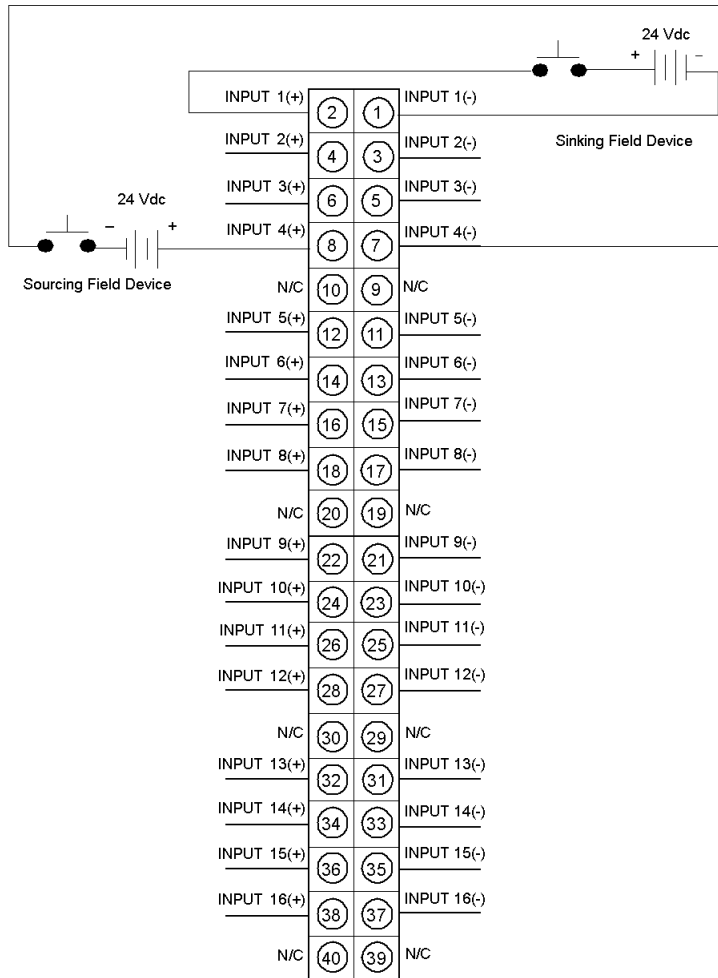 24 Vdc
+ −
INPUT 1(+) 2 1 INPUT 1(-)
Sinking Field Device
INPUT 2(+) 4 3 INPUT 2(-)
INPUT 3(+) 6 5 INPUT 3(-)
24 Vdc
− +
INPUT 4(+) 8 7 INPUT 4(-)
Sourcing Field Device
N/C 10 9 N/C
INPUT 5(+) 12 11 INPUT 5(-)
INPUT 6(+) 14 13 INPUT 6(-)
INPUT 7(+) 16 15 INPUT 7(-)
INPUT 8(+) 18 17 INPUT 8(-)
N/C 20 19 N/C
INPUT 9(+) 22 21 INPUT 9(-)
INPUT 10(+) 24 23 INPUT 10(-)
INPUT 11(+) 26 25 INPUT 11(-)
INPUT 12(+) 28 27 INPUT 12(-)
N/C 30 29 N/C
INPUT 13(+) 32 31 INPUT 13(-)
INPUT 14(+) 34 33 INPUT 14(-)
INPUT 15(+) 36 35 INPUT 15(-)
INPUT 16(+) 38 37 INPUT 16(-)
N/C 40 39 N/C